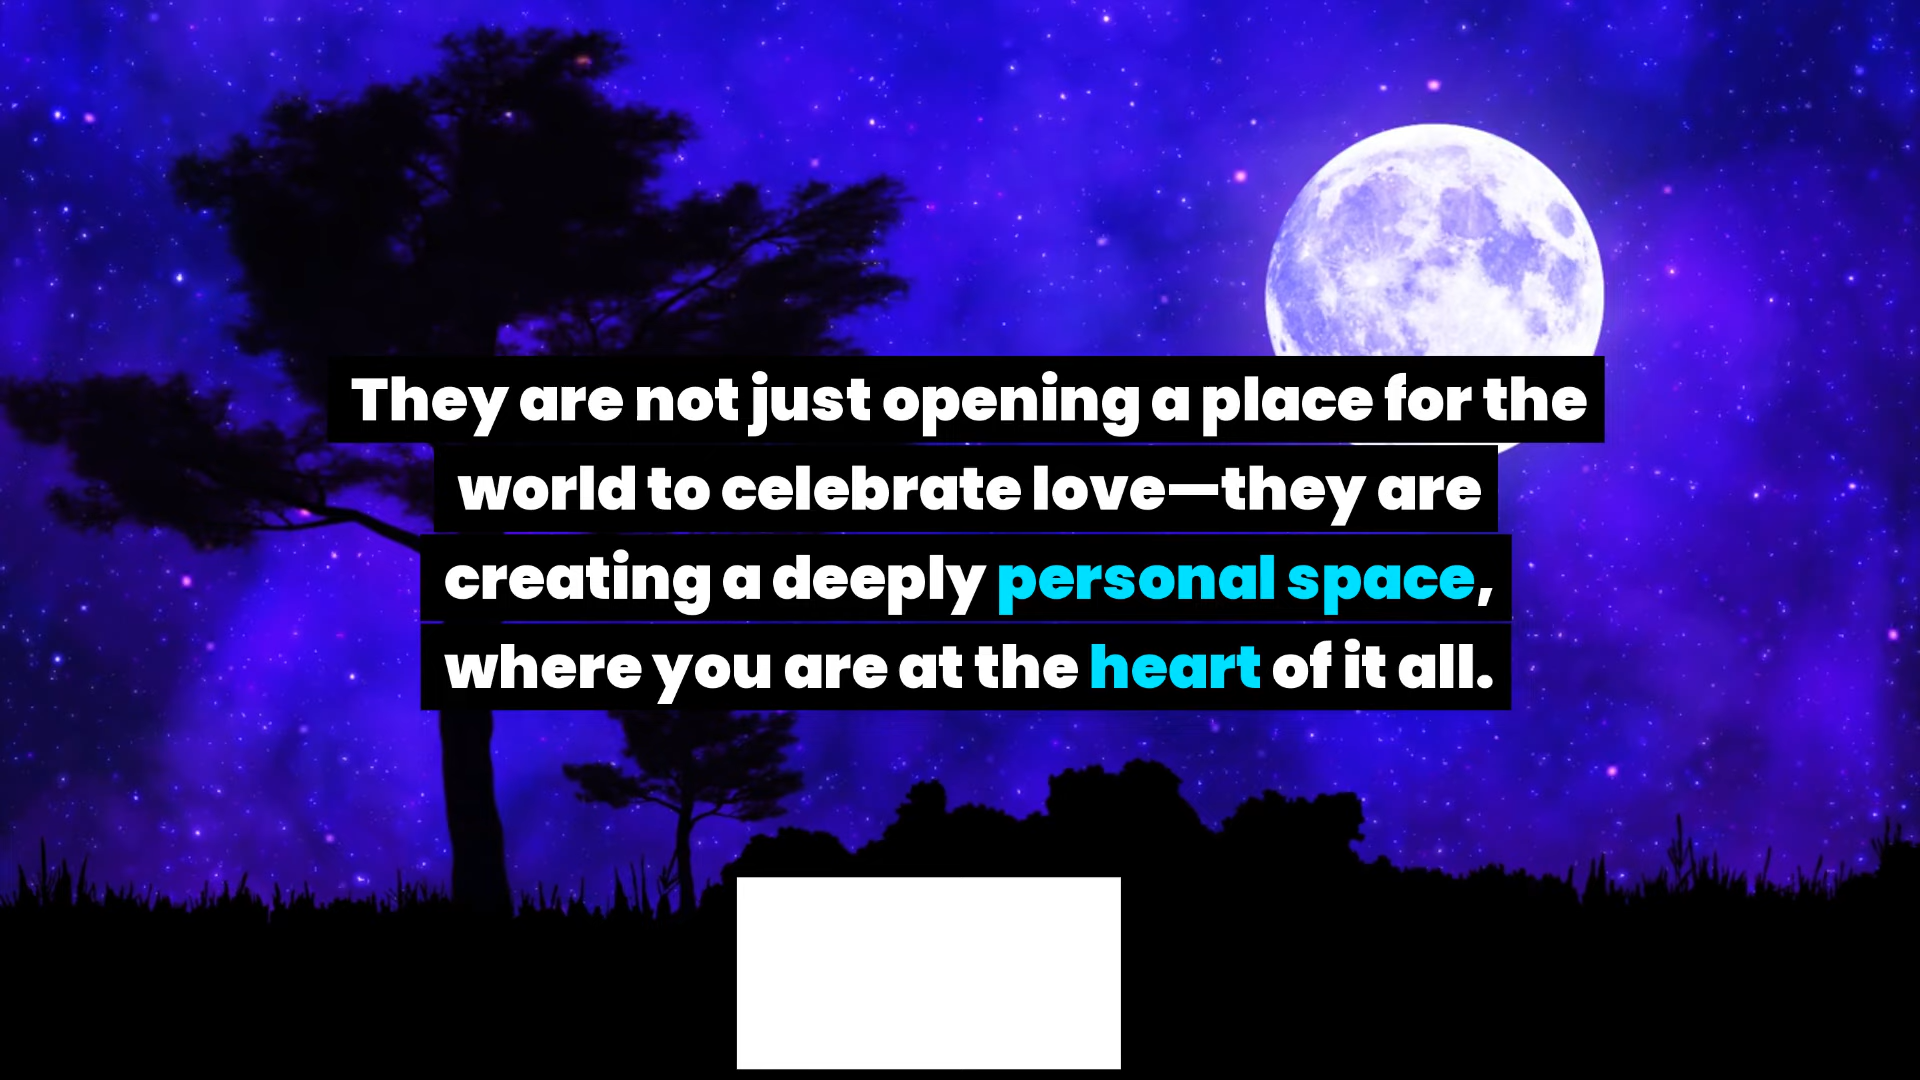 They are not just opening a place for the
world to celebrate love—they are
creating a deeply personal space,
where you are at the heart of it all.